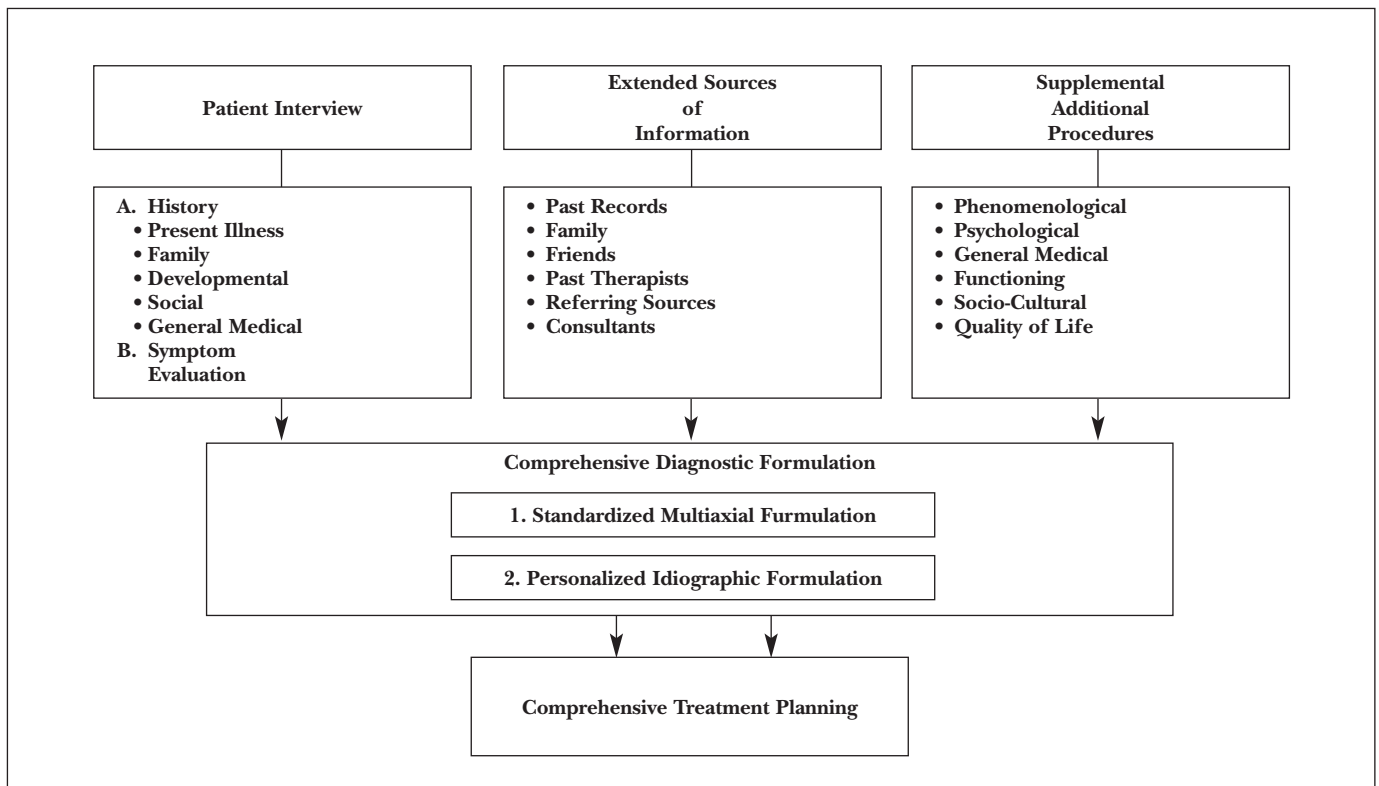 Patient Interview
Extended Sources
of
Information
Supplemental
Additional
Procedures
A. History
• Present Illness
• Family
• Developmental
• Social
• General Medical
B. Symptom
Evaluation
• Past Records
• Family
• Friends
• Past Therapists
• Referring Sources
• Consultants
• Phenomenological
• Psychological
• General Medical
• Functioning
• Socio-Cultural
• Quality of Life
Comprehensive Diagnostic Formulation
1. Standardized Multiaxial Furmulation
2. Personalized Idiographic Formulation
Comprehensive Treatment Planning